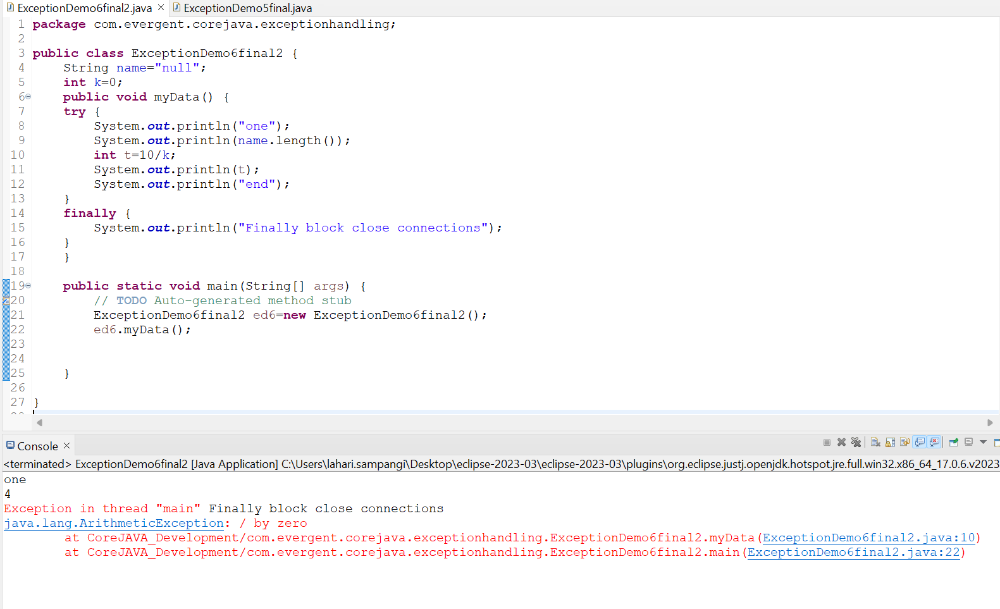 ExceptionDemo6final2.java × ExceptionDemo5final.java
1 package com.evergent.corejava.exceptionhandling;
2
3 public class ExceptionDemo6final2 {
4 String name="null";
5 int k=0;
6 public void myData() {
7 try {
8 System.out.println("one");
9 System.out.println(name.length());
10 int t=10/k;
11 System.out.println(t);
12 System.out.println("end");
13 }
14 finally {
15 System.out.println("Finally block close connections");
16 }
17 }
18
19 public static void main(String[] args) {
20 // TODO Auto-generated method stub
21 ExceptionDemo6final2 ed6=new ExceptionDemo6final2();
22 ed6.myData();
23
24
25 }
26
27 }
Console ×
<terminated> ExceptionDemo6final2 [Java Application] C:\Users\lahari.sampangi\Desktop\eclipse-2023-03\eclipse-2023-03\plugins\org.eclipse.justj.openjdk.hotspot.jre.full.win32.x86_64_17.0.6.v2023
one
4
Exception in thread "main" Finally block close connections
java.lang.ArithmeticException: / by zero
at CoreJAVA_Development/com.evergent.corejava.exceptionhandling.ExceptionDemo6final2.myData(ExceptionDemo6final2.java:10)
at CoreJAVA_Development/com.evergent.corejava.exceptionhandling.ExceptionDemo6final2.main(ExceptionDemo6final2.java:22)